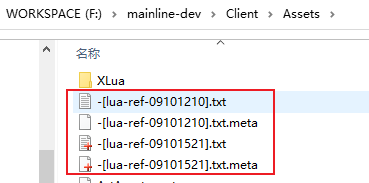 WORKSPACE (F:) > mainline-dev > Client > Assets >
名称
XLua
-[lua-ref-09101210].txt
-[lua-ref-09101210].txt.meta
-[lua-ref-09101521].txt
-[lua-ref-09101521].txt.meta